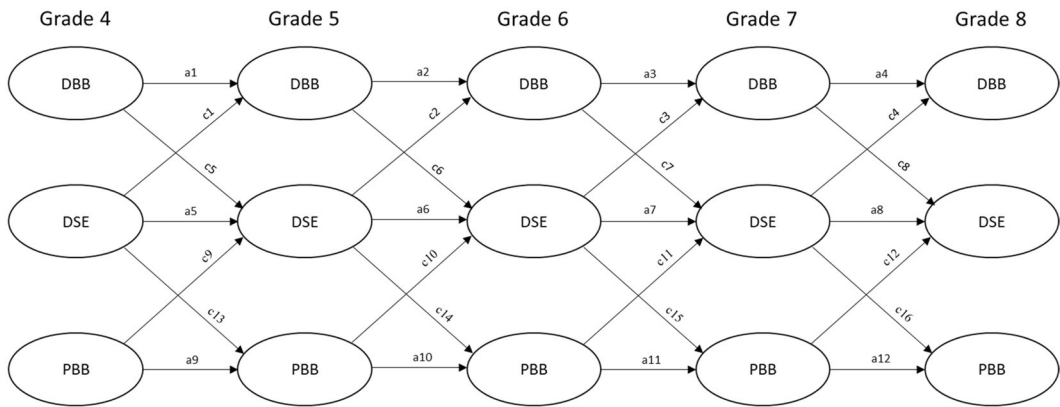 Grade 4 Grade 5 Grade 6 Grade 7 Grade 8
a1 a2 a3 a4
DBB DBB DBB DBB DBB
c1 c2 c3 c4
c5 c6 c7 c8
a5 a6 a7 a8
DSE DSE DSE DSE DSE
c9 c10 c11 c12
c13 c14 c15 c16
a9 a10 a11 a12
PBB PBB PBB PBB PBB